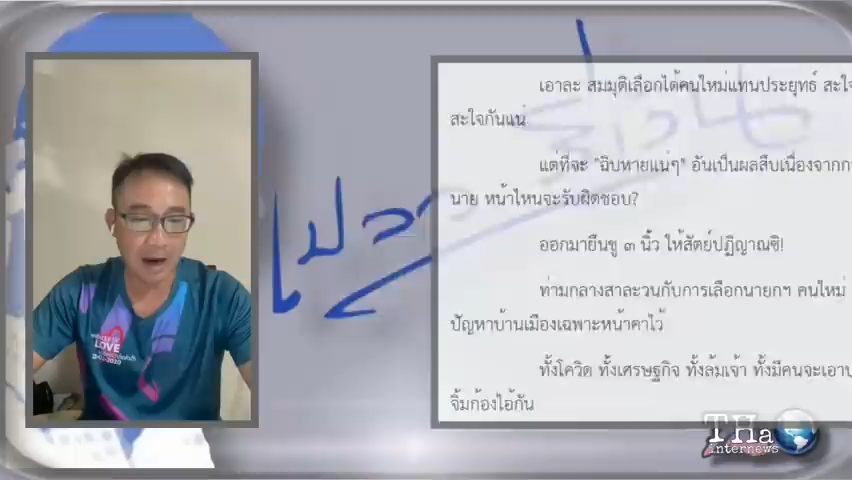 เอาละ สมมุติเลือกได้คนใหม่แทนประยุทธ์ สะใจ
สะใจกันแน่
แต่ที่จะ "ฉิบหายแน่ๆ" อันเป็นผลสืบเนื่องจากก
นาย หน้าไหนจะรับผิดชอบ?
ออกมายืนชู ๓ นิ้ว ให้สัตย์ปฏิญาณซิ!
ท่ามกลางสาละวนกับการเลือกนายกฯ คนใหม่
ปัญหาบ้านเมืองเฉพาะหน้าคาไว้
ทั้งโควิด ทั้งเศรษฐกิจ ทั้งล้มเจ้า ทั้งมีคนจะเอาบ
จิ้มก้องไอ้กัน
LOVE
THa
internews